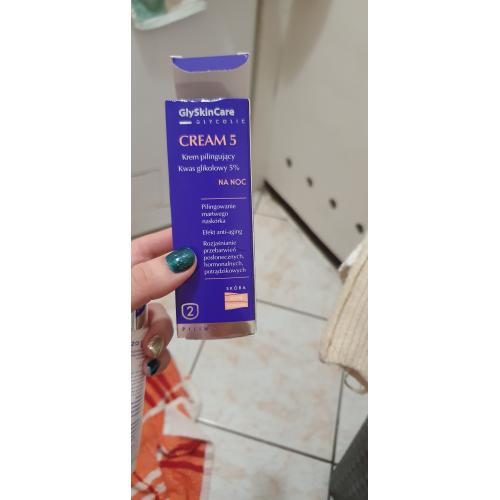 GlySkinCare
GLYCOLIC
CREAM 5
Krem pilingujący
Kwas glikolowy 5%
NA NOC
Pilingowanie
martwego
naskórka
Efekt anti-aging
Rozjaśnianie
przebarwień
posłonecznych,
hormonalnych,
potrądzikowych
SKÓRA
2